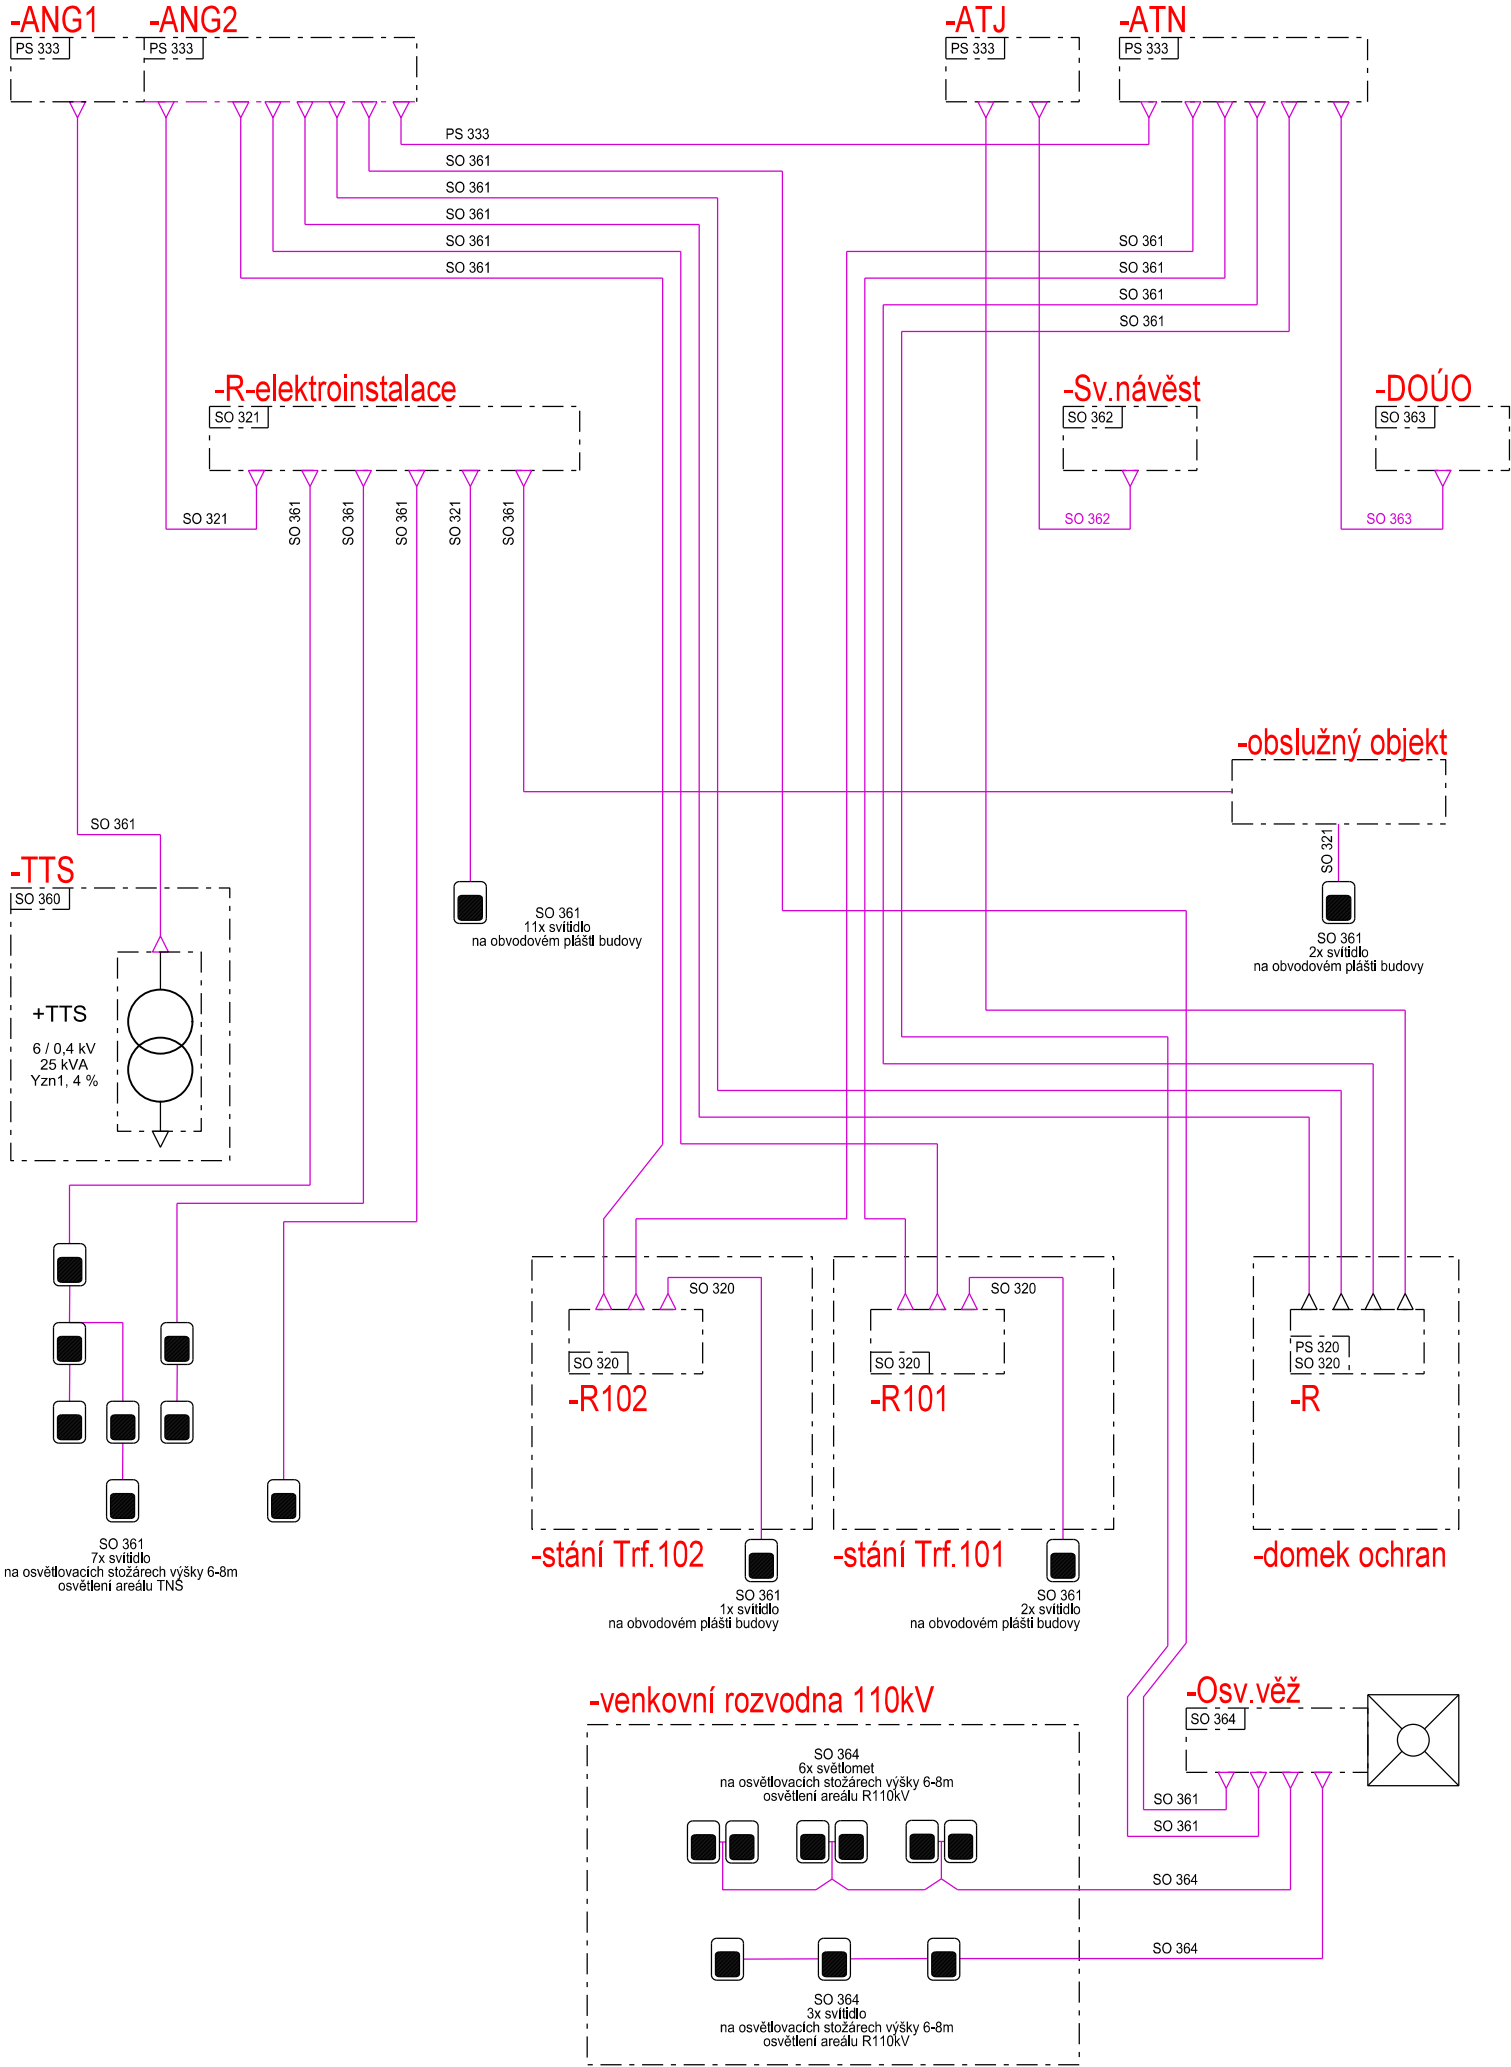 -ANG1
-ANG2
-ATJ
-ATN
PS 333
PS 333
PS 333
PS 333
PS 333
SO 361
SO 361
SO 361
SO 361
SO 361
SO 361
SO 361
SO 361
SO 361
-R-elektroinstalace
SO 321
-Sv.návěst
SO 362
-DOÚO
SO 363
SO 321
SO 361
SO 361
SO 361
SO 321
SO 361
SO 362
SO 363
-obslužný objekt
SO 321
SO 361
2x svítidlo
na obvodovém plášti budovy
SO 361
-TTS
SO 360
+TTS
6 / 0,4 kV
25 kVA
Yzn1, 4 %
SO 361
11x svítidlo
na obvodovém plášti budovy
SO 361
7x svítidlo
na osvětlovacích stožárech výšky 6-8m
osvětlení areálu TNS
SO 320
SO 320
-R102
-stání Trf.102
SO 361
1x svítidlo
na obvodovém plášti budovy
SO 320
SO 320
-R101
-stání Trf.101
SO 361
2x svítidlo
na obvodovém plášti budovy
PS 320
SO 320
-R
-domek ochran
-venkovní rozvodna 110kV
SO 364
6x světlomet
na osvětlovacích stožárech výšky 6-8m
osvětlení areálu R110kV
-Osv.věž
SO 364
SO 361
SO 361
SO 364
SO 364
SO 364
3x svítidlo
na osvětlovacích stožárech výšky 6-8m
osvětlení areálu R110kV